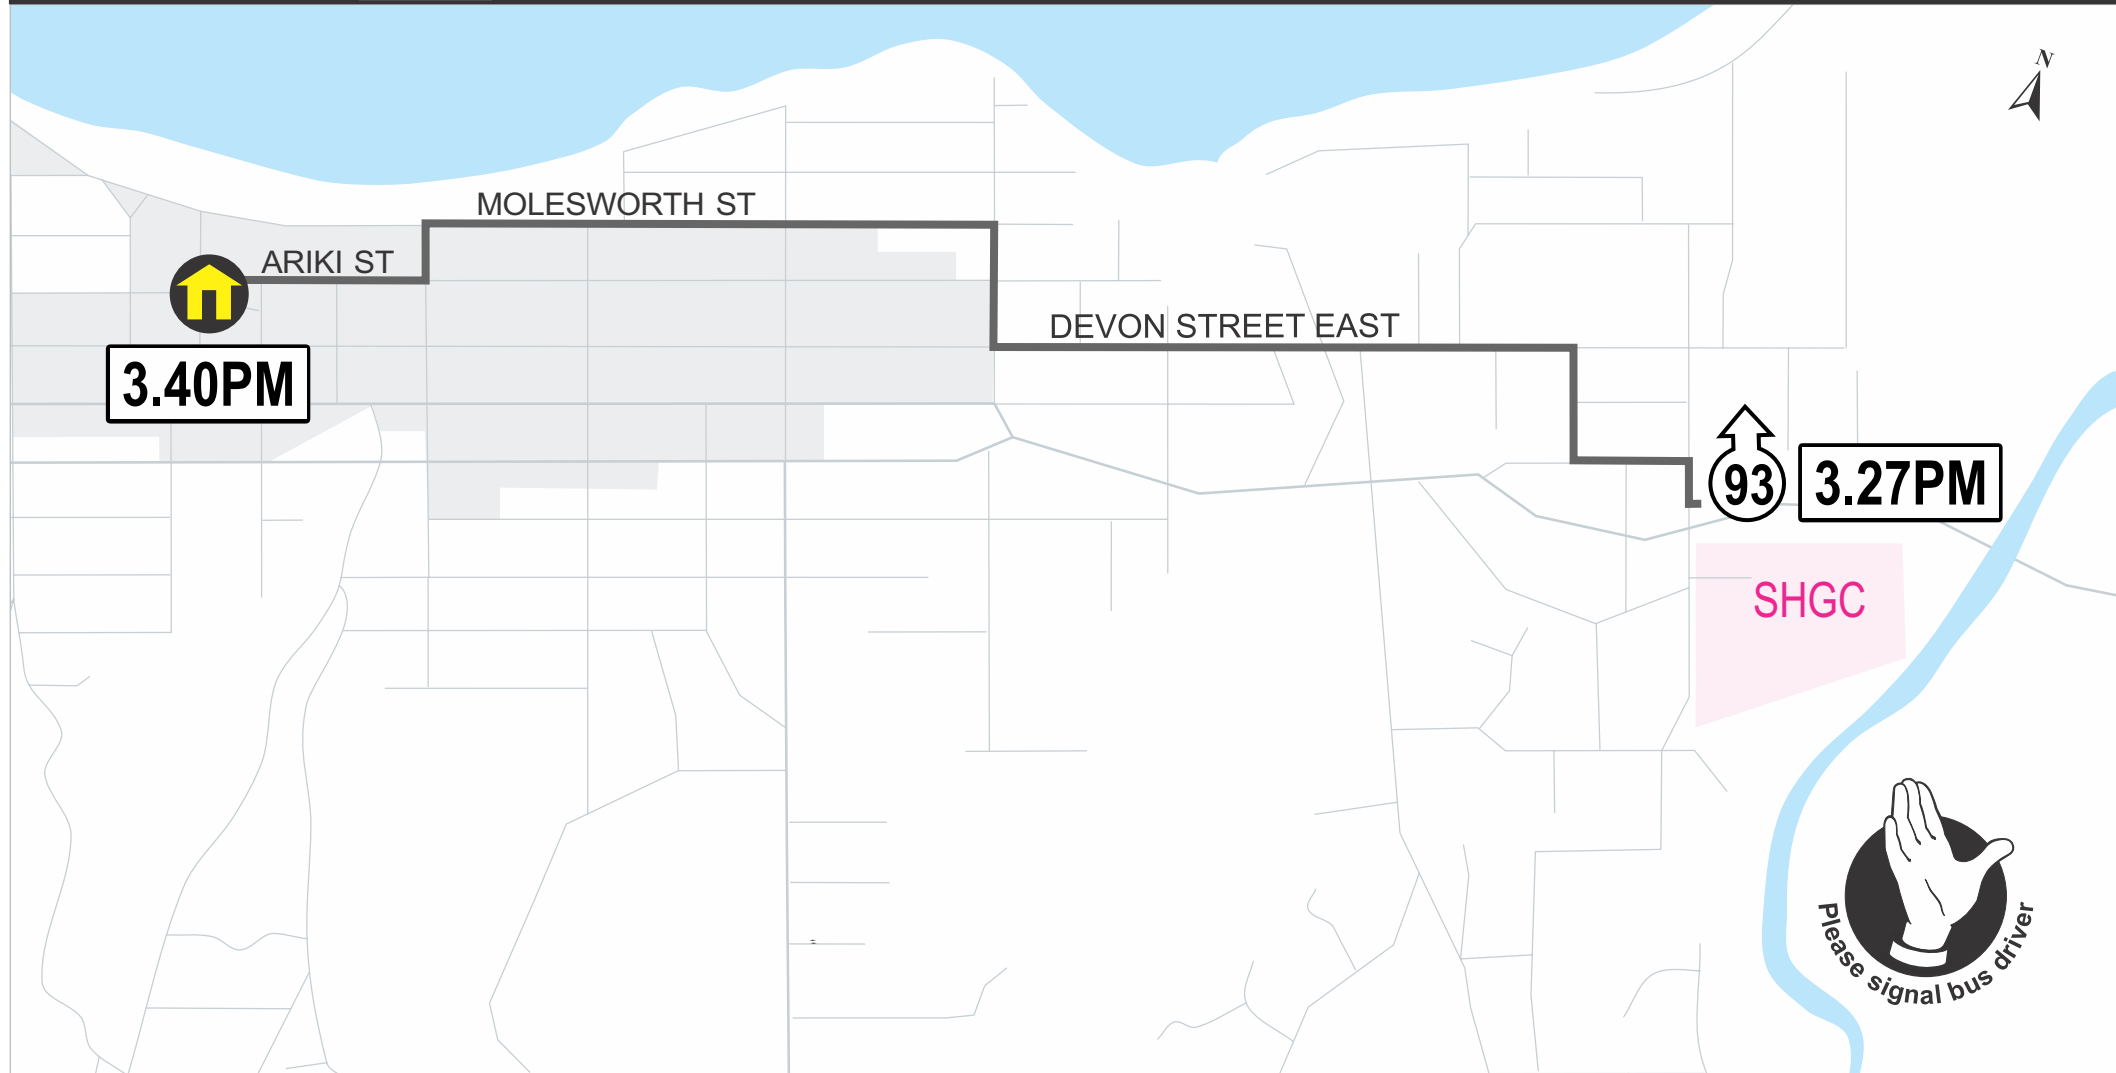 N
MOLESWORTH ST
ARIKI ST
DEVON STREET EAST
3.40PM
93
3.27PM
SHGC
Please signal bus driver